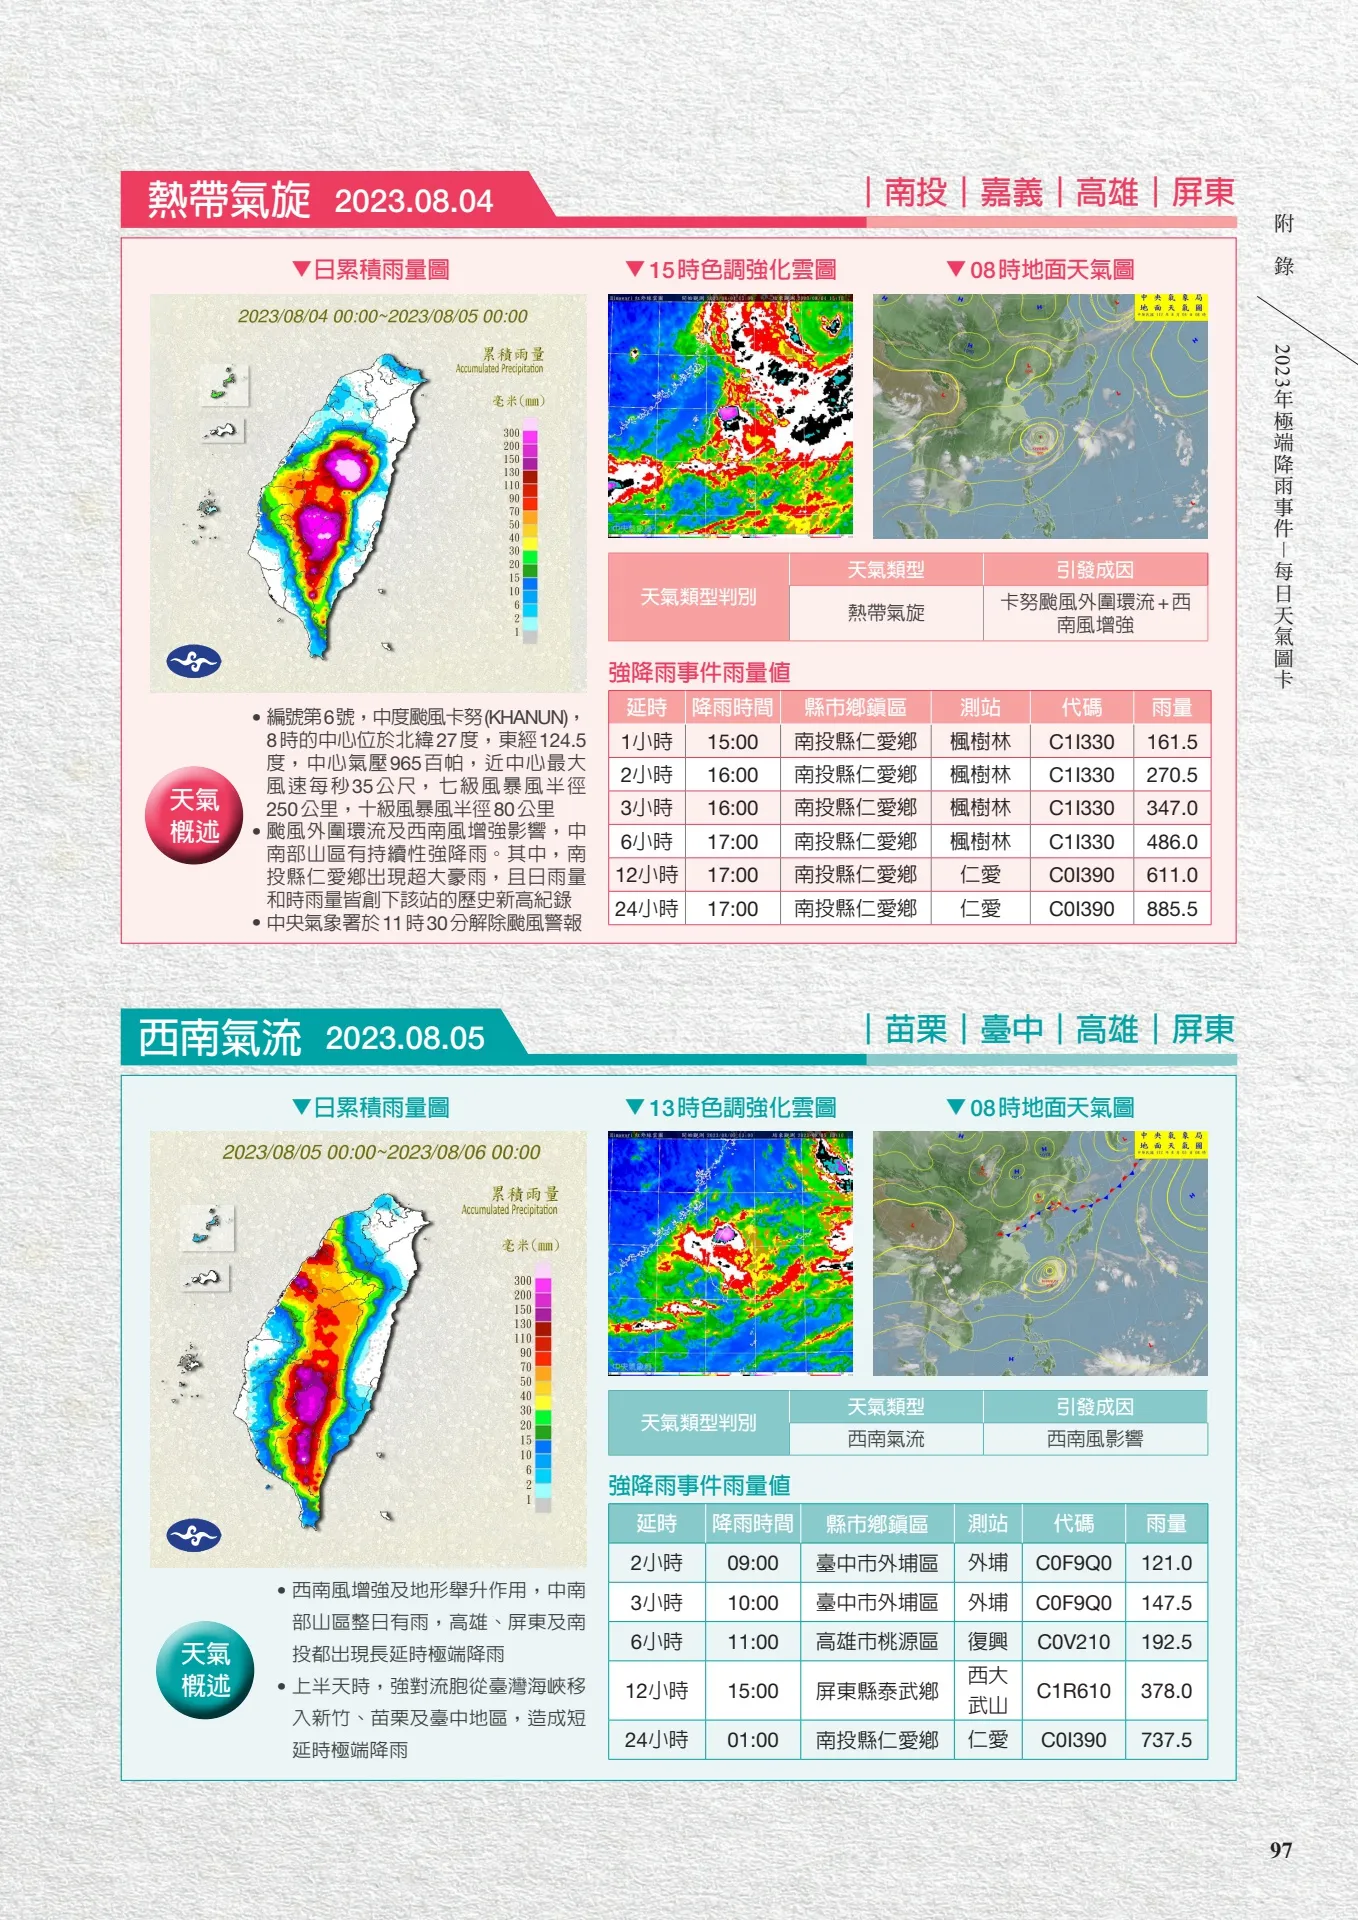 熱帶氣旋 2023.08.04
｜南投｜嘉義｜高雄｜屏東
▼日累積雨量圖
▼15時色調強化雲圖
▼08時地面天氣圖
2023/08/04 00:00~2023/08/05 00:00
累積雨量
Accumulated Precipitation
毫米(mm)
300
200
150
130
110
90
70
50
40
30
20
15
10
6
2
1
中央氣象局
地面天氣圖
天氣類型判別
天氣類型
引發成因
熱帶氣旋
卡努颱風外圍環流+西
南風增強
強降雨事件雨量值
延時 降雨時間 縣市鄉鎮區 測站 代碼 雨量
1小時 15:00 南投縣仁愛鄉 楓樹林 C1I330 161.5
2小時 16:00 南投縣仁愛鄉 楓樹林 C1I330 270.5
3小時 16:00 南投縣仁愛鄉 楓樹林 C1I330 347.0
6小時 17:00 南投縣仁愛鄉 楓樹林 C1I330 486.0
12小時 17:00 南投縣仁愛鄉 仁愛 C0I390 611.0
24小時 17:00 南投縣仁愛鄉 仁愛 C0I390 885.5
天氣
概述
• 編號第6號，中度颱風卡努(KHANUN)，
8時的中心位於北緯27度，東經124.5
度，中心氣壓965百帕，近中心最大
風速每秒35公尺，七級風暴風半徑
250公里，十級風暴風半徑80公里
• 颱風外圍環流及西南風增強影響，中
南部山區有持續性強降雨。其中，南
投縣仁愛鄉出現超大豪雨，且日雨量
和時雨量皆創下該站的歷史新高紀錄
• 中央氣象署於11時30分解除颱風警報
西南氣流 2023.08.05
｜苗栗｜臺中｜高雄｜屏東
▼日累積雨量圖
▼13時色調強化雲圖
▼08時地面天氣圖
2023/08/05 00:00~2023/08/06 00:00
累積雨量
Accumulated Precipitation
毫米(mm)
300
200
150
130
110
90
70
50
40
30
20
15
10
6
2
1
中央氣象局
地面天氣圖
天氣類型判別
天氣類型
引發成因
西南氣流
西南風影響
強降雨事件雨量值
延時 降雨時間 縣市鄉鎮區 測站 代碼 雨量
2小時 09:00 臺中市外埔區 外埔 C0F9Q0 121.0
3小時 10:00 臺中市外埔區 外埔 C0F9Q0 147.5
6小時 11:00 高雄市桃源區 復興 C0V210 192.5
12小時 15:00 屏東縣泰武鄉 西大武山 C1R610 378.0
24小時 01:00 南投縣仁愛鄉 仁愛 C0I390 737.5
天氣
概述
• 西南風增強及地形舉升作用，中南
部山區整日有雨，高雄、屏東及南
投都出現長延時極端降雨
• 上半天時，強對流胞從臺灣海峽移
入新竹、苗栗及臺中地區，造成短
延時極端降雨
附錄
2023年極端降雨事件—每日天氣圖卡
97